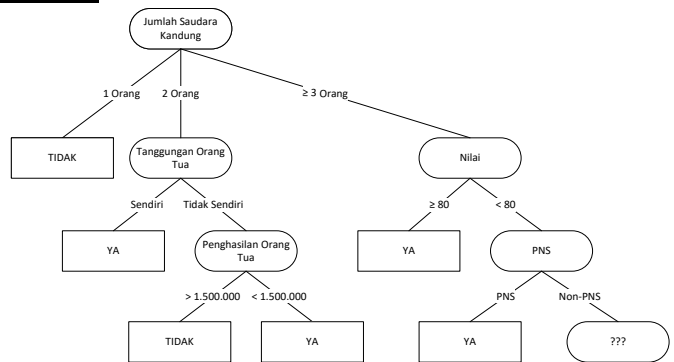 Jumlah Saudara
Kandung
1 Orang
2 Orang
≥ 3 Orang
TIDAK
Tanggungan Orang
Tua
Nilai
Sendiri
Tidak Sendiri
≥ 80
< 80
YA
Penghasilan Orang
Tua
YA
PNS
> 1.500.000
< 1.500.000
PNS
Non-PNS
TIDAK
YA
YA
???